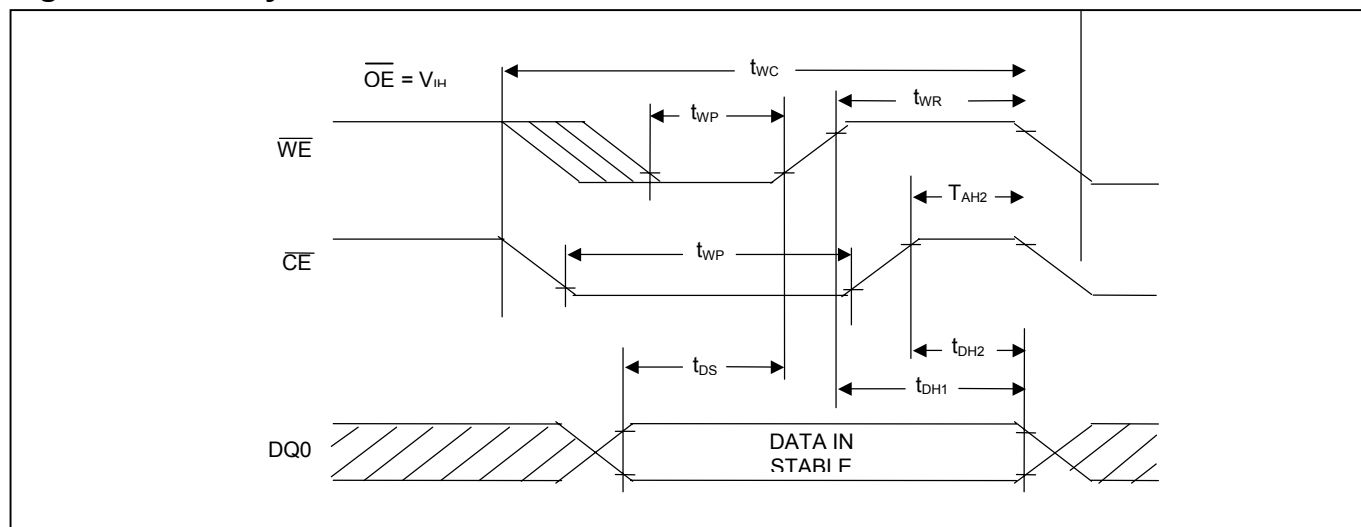 OE = VIH
tWC
tWR
tWP
WE
TAH2
tWP
CE
tDH2
tDS
tDH1
DQ0
DATA IN
STABLE